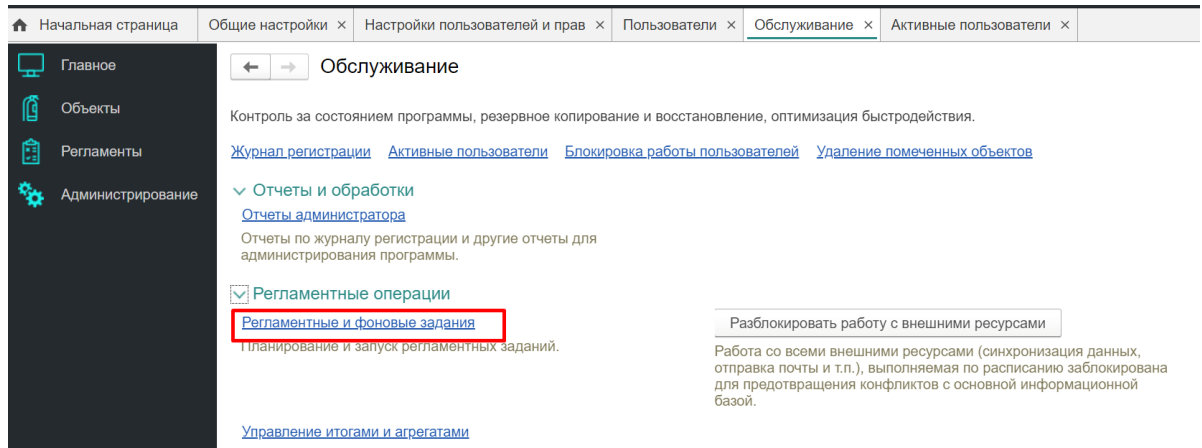 Начальная страница Общие настройки × Настройки пользователей и прав × Пользователи × Обслуживание × Активные пользователи ×
Главное
Объекты
Регламенты
Администрирование
Обслуживание
Контроль за состоянием программы, резервное копирование и восстановление, оптимизация быстродействия.
Журнал регистрации Активные пользователи Блокировка работы пользователей Удаление помеченных объектов
Отчеты и обработки
Отчеты администратора
Отчеты по журналу регистрации и другие отчеты для
администрирования программы.
Регламентные операции
Регламентные и фоновые задания
Планирование и запуск регламентных заданий.
Разблокировать работу с внешними ресурсами
Работа со всеми внешними ресурсами (синхронизация данных,
отправка почты и т.п.), выполняемая по расписанию заблокирована
для предотвращения конфликтов с основной информационной
базой.
Управление итогами и агрегатами